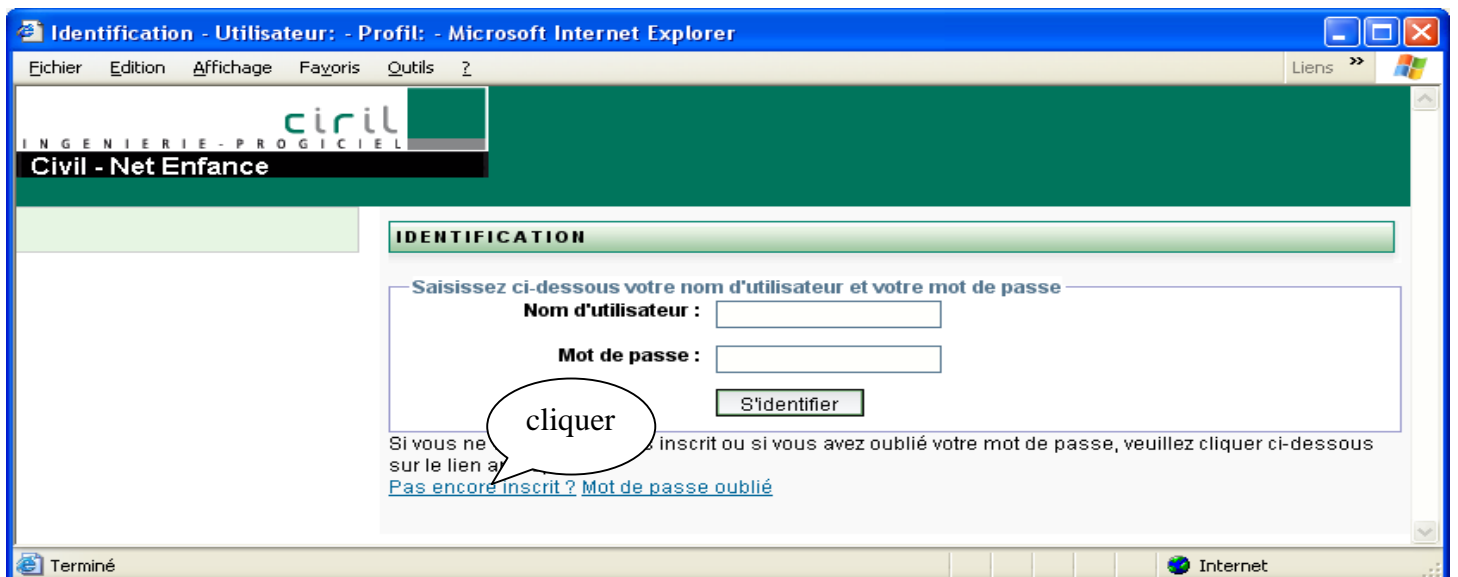 Identification - Utilisateur: - Profil: - Microsoft Internet Explorer
Fichier Edition Affichage Favoris Outils ? Liens »
ciril
INGENIERIE-PROGICIEL
Civil - Net Enfance
IDENTIFICATION
Saisissez ci-dessous votre nom d'utilisateur et votre mot de passe
Nom d'utilisateur :
Mot de passe :
S'identifier
cliquer
Si vous ne inscrit ou si vous avez oublié votre mot de passe, veuillez cliquer ci-dessous
sur le lien
Pas encore inscrit ? Mot de passe oublié
Terminé Internet